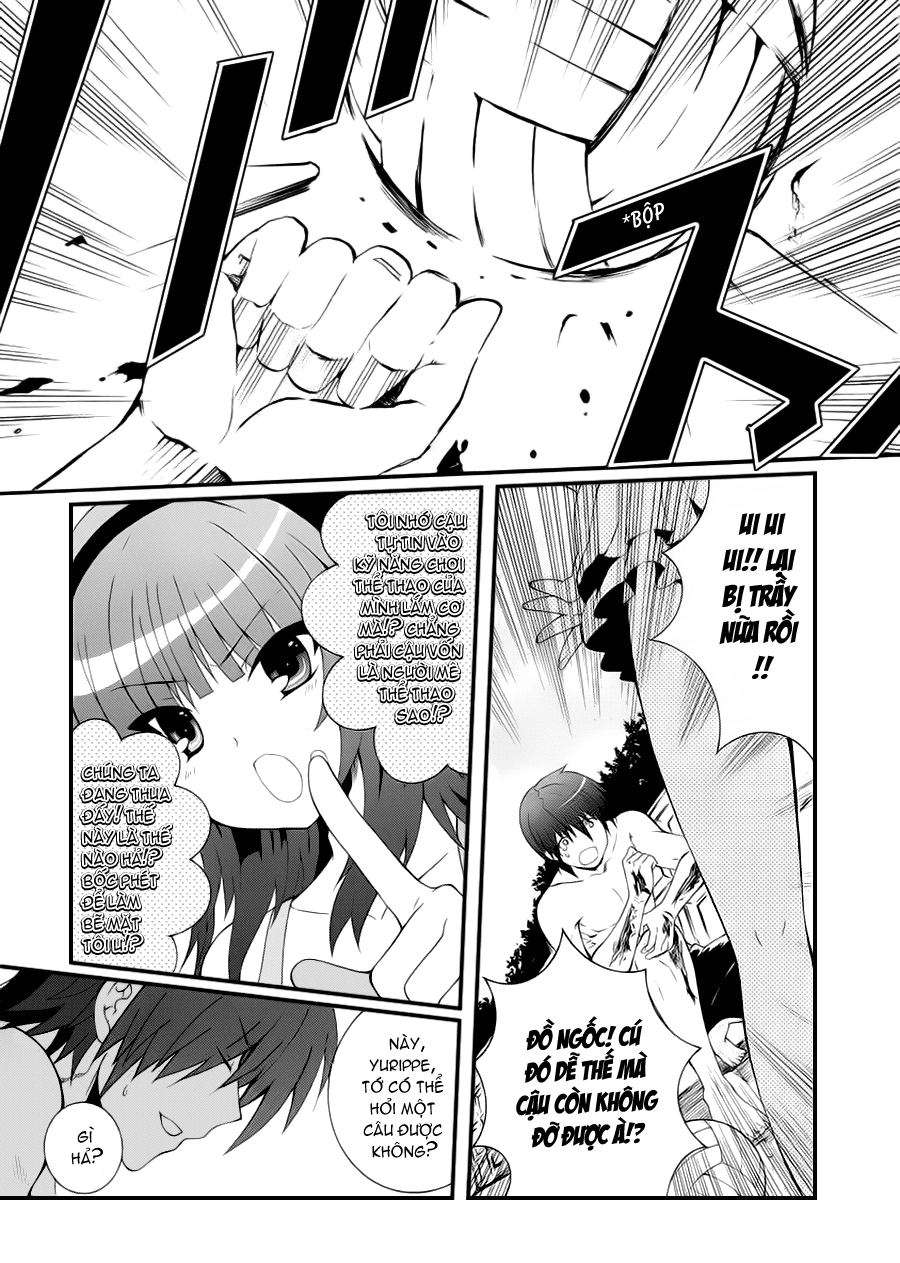 *BỘP
UI UI
UI!! LẠI
BỊ TRẦY
NỮA RỒI
!!
ĐỒ NGỐC! CÚ
ĐÓ DỄ THẾ MÀ
CẬU CÒN KHÔNG
ĐỠ ĐƯỢC À!?
TÔI NHỚ CẬU
TỰ TIN VÀO
KỸ NĂNG CHƠI
THỂ THAO CỦA
MÌNH LẮM CƠ
MÀ!? CHẲNG
PHẢI CẬU VỐN
LÀ NGƯỜI MÊ
THỂ THAO
SAO!?
CHÚNG TA
ĐANG THUA
ĐẤY! THẾ
NÀY LÀ THẾ
NÀO HẢ!?
BỐC PHÉT
ĐỂ LÀM
BẼ MẶT
TÔI Ư!?
NÀY,
YURIPPE,
TỚ CÓ THỂ
HỎI MỘT
CÂU ĐƯỢC
KHÔNG?
GÌ
HẢ?